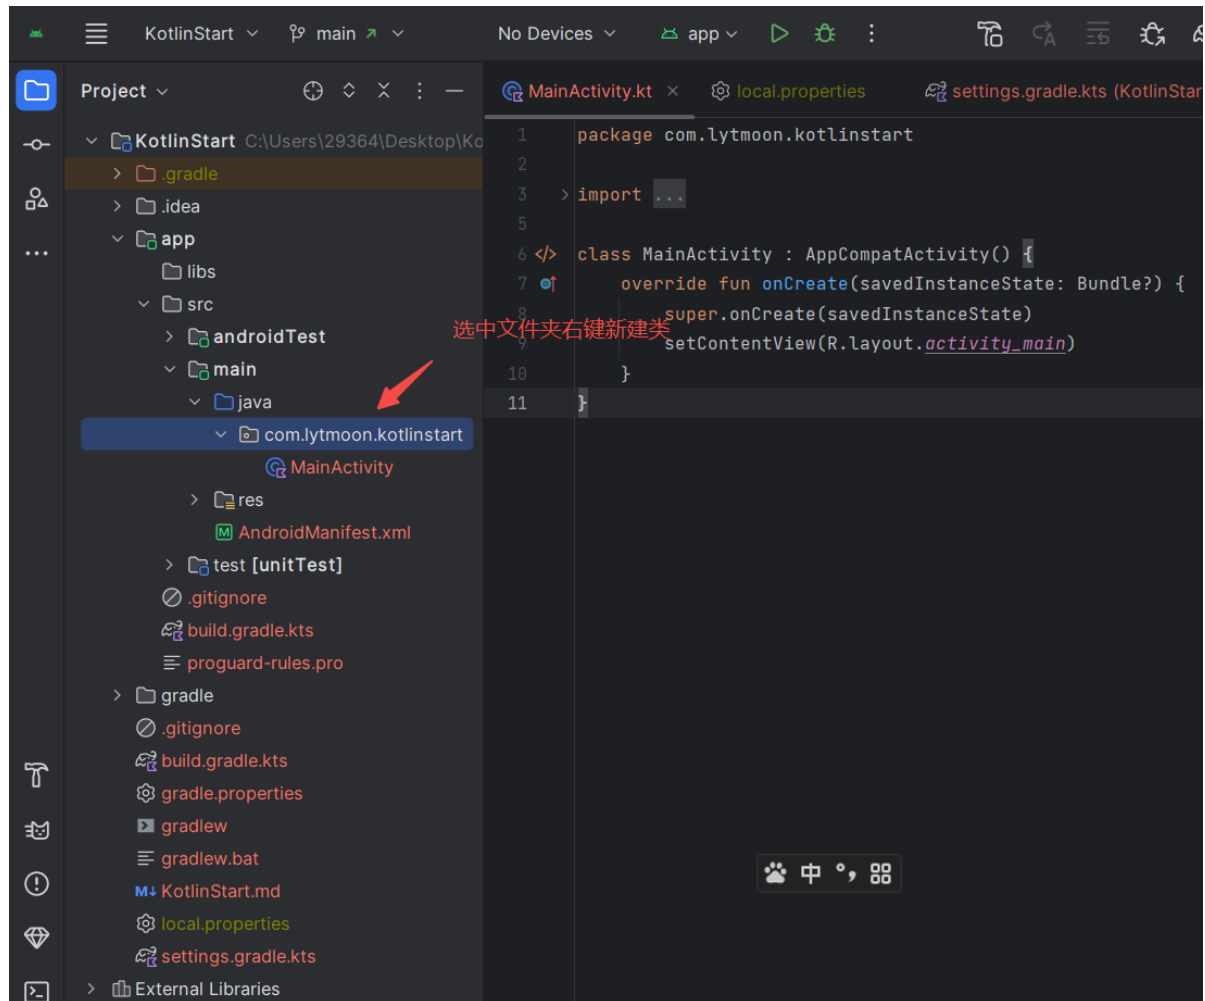 KotlinStart main No Devices app
Project MainActivity.kt local.properties settings.gradle.kts (KotlinStar
KotlinStart C:\Users\29364\Desktop\Ko
.gradle
.idea
app
libs
src
androidTest
main
java
com.lytmoon.kotlinstart
MainActivity
res
AndroidManifest.xml
test [unitTest]
.gitignore
build.gradle.kts
proguard-rules.pro
gradle
.gitignore
build.gradle.kts
gradle.properties
gradlew
gradlew.bat
M↓ KotlinStart.md
local.properties
settings.gradle.kts
External Libraries
选中文件夹右键新建类
1 package com.lytmoon.kotlinstart
2
3 import ...
5
6 </> class MainActivity : AppCompatActivity() {
7 override fun onCreate(savedInstanceState: Bundle?) {
8 super.onCreate(savedInstanceState)
9 setContentView(R.layout.activity_main)
10 }
11 }
中 °,